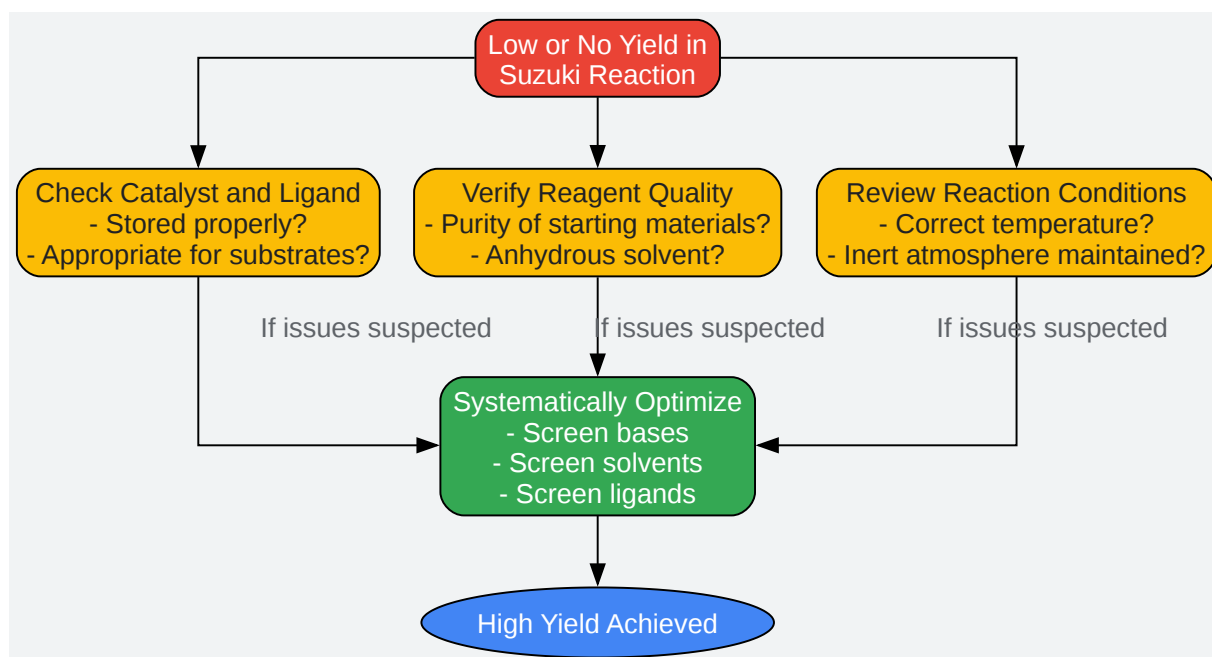 Low or No Yield in
Suzuki Reaction
Check Catalyst and Ligand
- Stored properly?
- Appropriate for substrates?
Verify Reagent Quality
- Purity of starting materials?
- Anhydrous solvent?
Review Reaction Conditions
- Correct temperature?
- Inert atmosphere maintained?
If issues suspected
If issues suspected
If issues suspected
Systematically Optimize
- Screen bases
- Screen solvents
- Screen ligands
High Yield Achieved